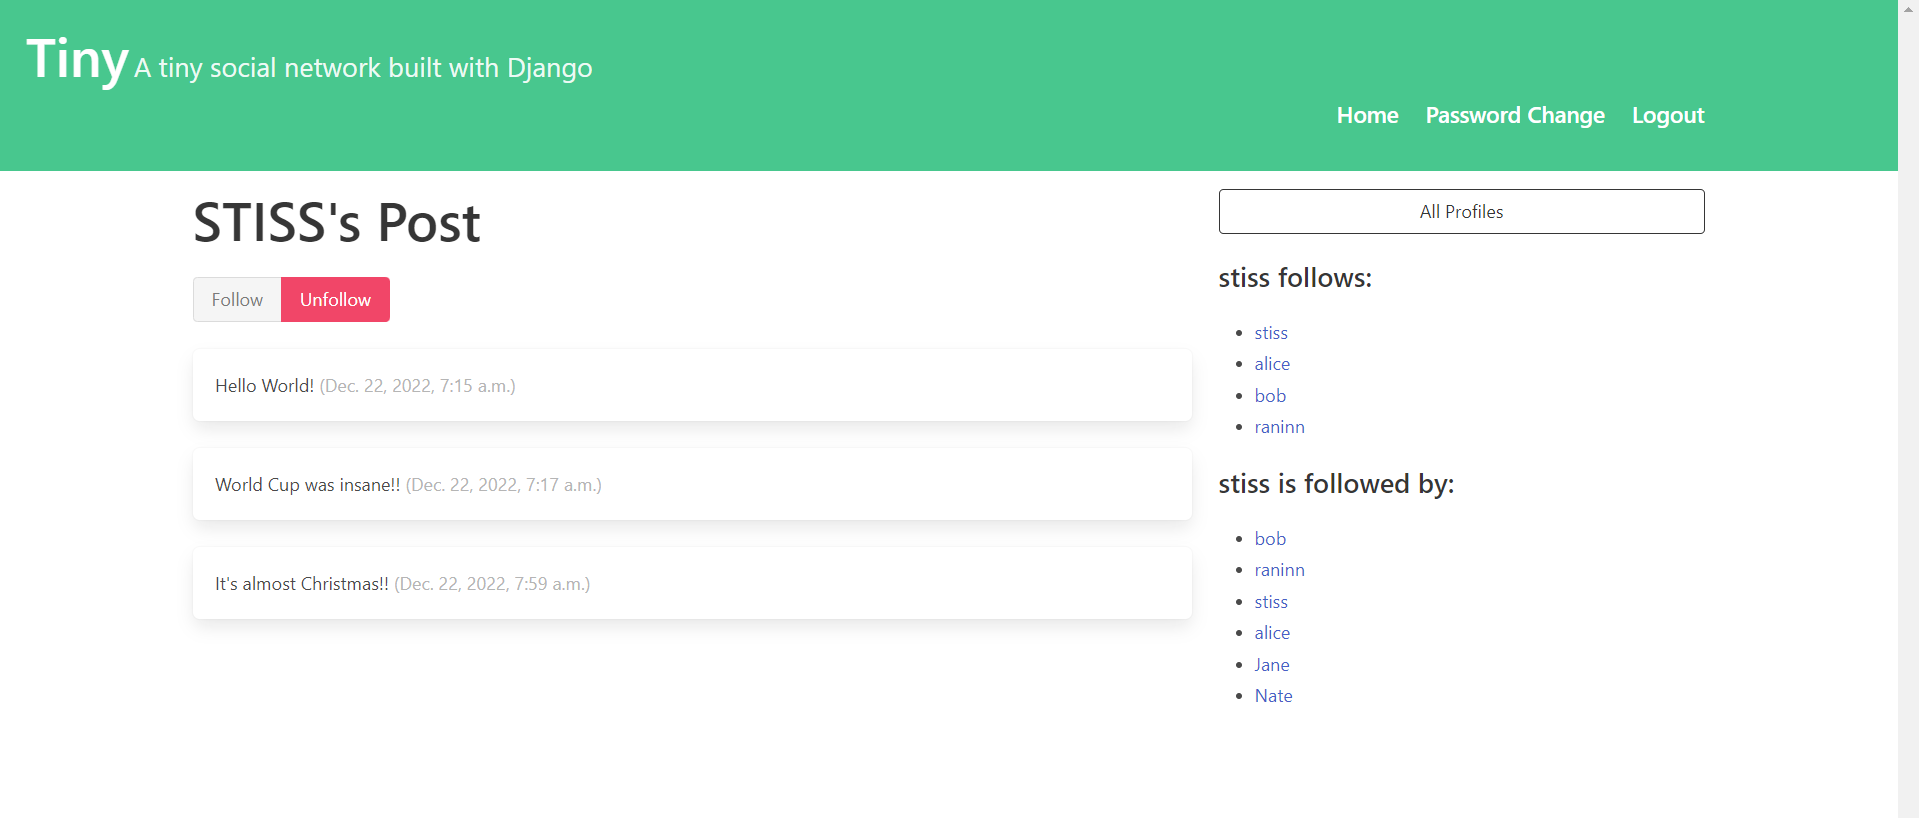 Tiny A tiny social network built with Django
Home Password Change Logout
STISS's Post
Follow Unfollow
Hello World! (Dec. 22, 2022, 7:15 a.m.)
World Cup was insane!! (Dec. 22, 2022, 7:17 a.m.)
It's almost Christmas!! (Dec. 22, 2022, 7:59 a.m.)
All Profiles
stiss follows:
stiss
alice
bob
raninn
stiss is followed by:
bob
raninn
stiss
alice
Jane
Nate